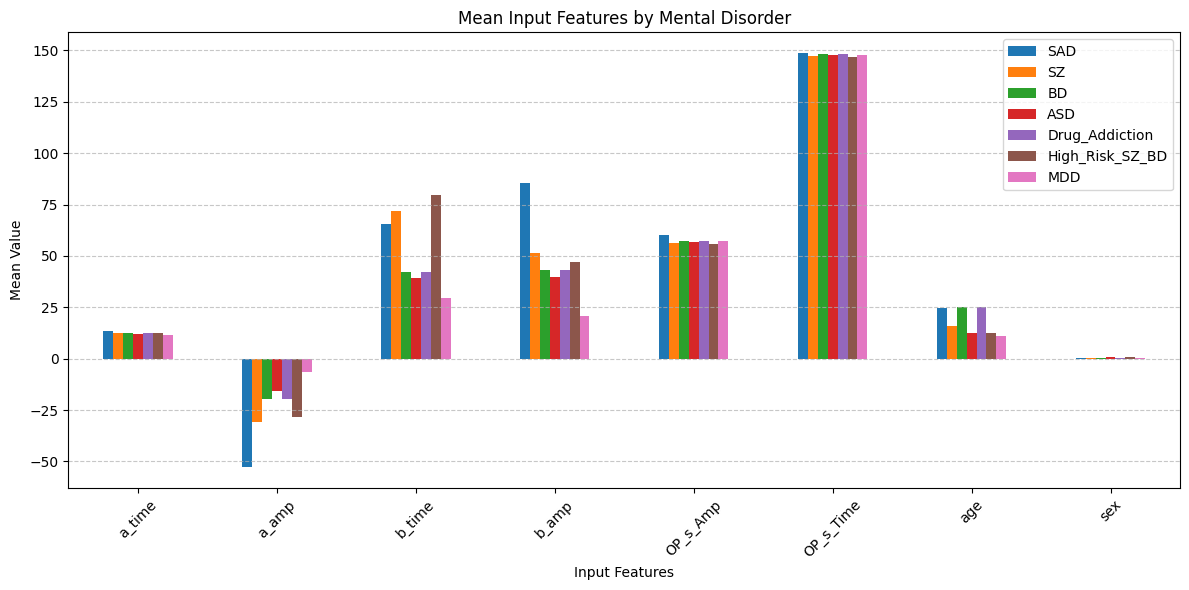 Mean Input Features by Mental Disorder
SAD
SZ
BD
ASD
Drug_Addiction
High_Risk_SZ_BD
MDD
Mean Value
150
125
100
75
50
25
0
−25
−50
a_time
a_amp
b_time
b_amp
OP_s_Amp
OP_s_Time
age
sex
Input Features